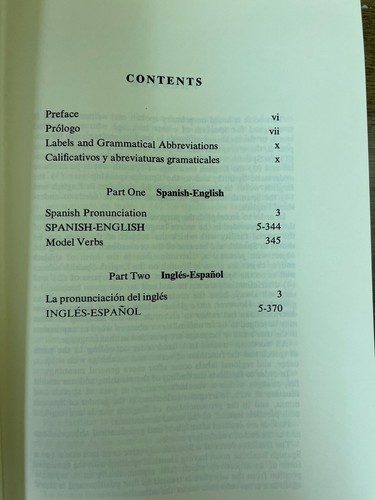 CONTENTS
Preface vi
Prólogo vii
Labels and Grammatical Abbreviations x
Calificativos y abreviaturas gramaticales x
Part One Spanish-English
Spanish Pronunciation 3
SPANISH-ENGLISH 5-344
Model Verbs 345
Part Two Inglés-Español
La pronunciación del inglés 3
INGLÉS-ESPAÑOL 5-370